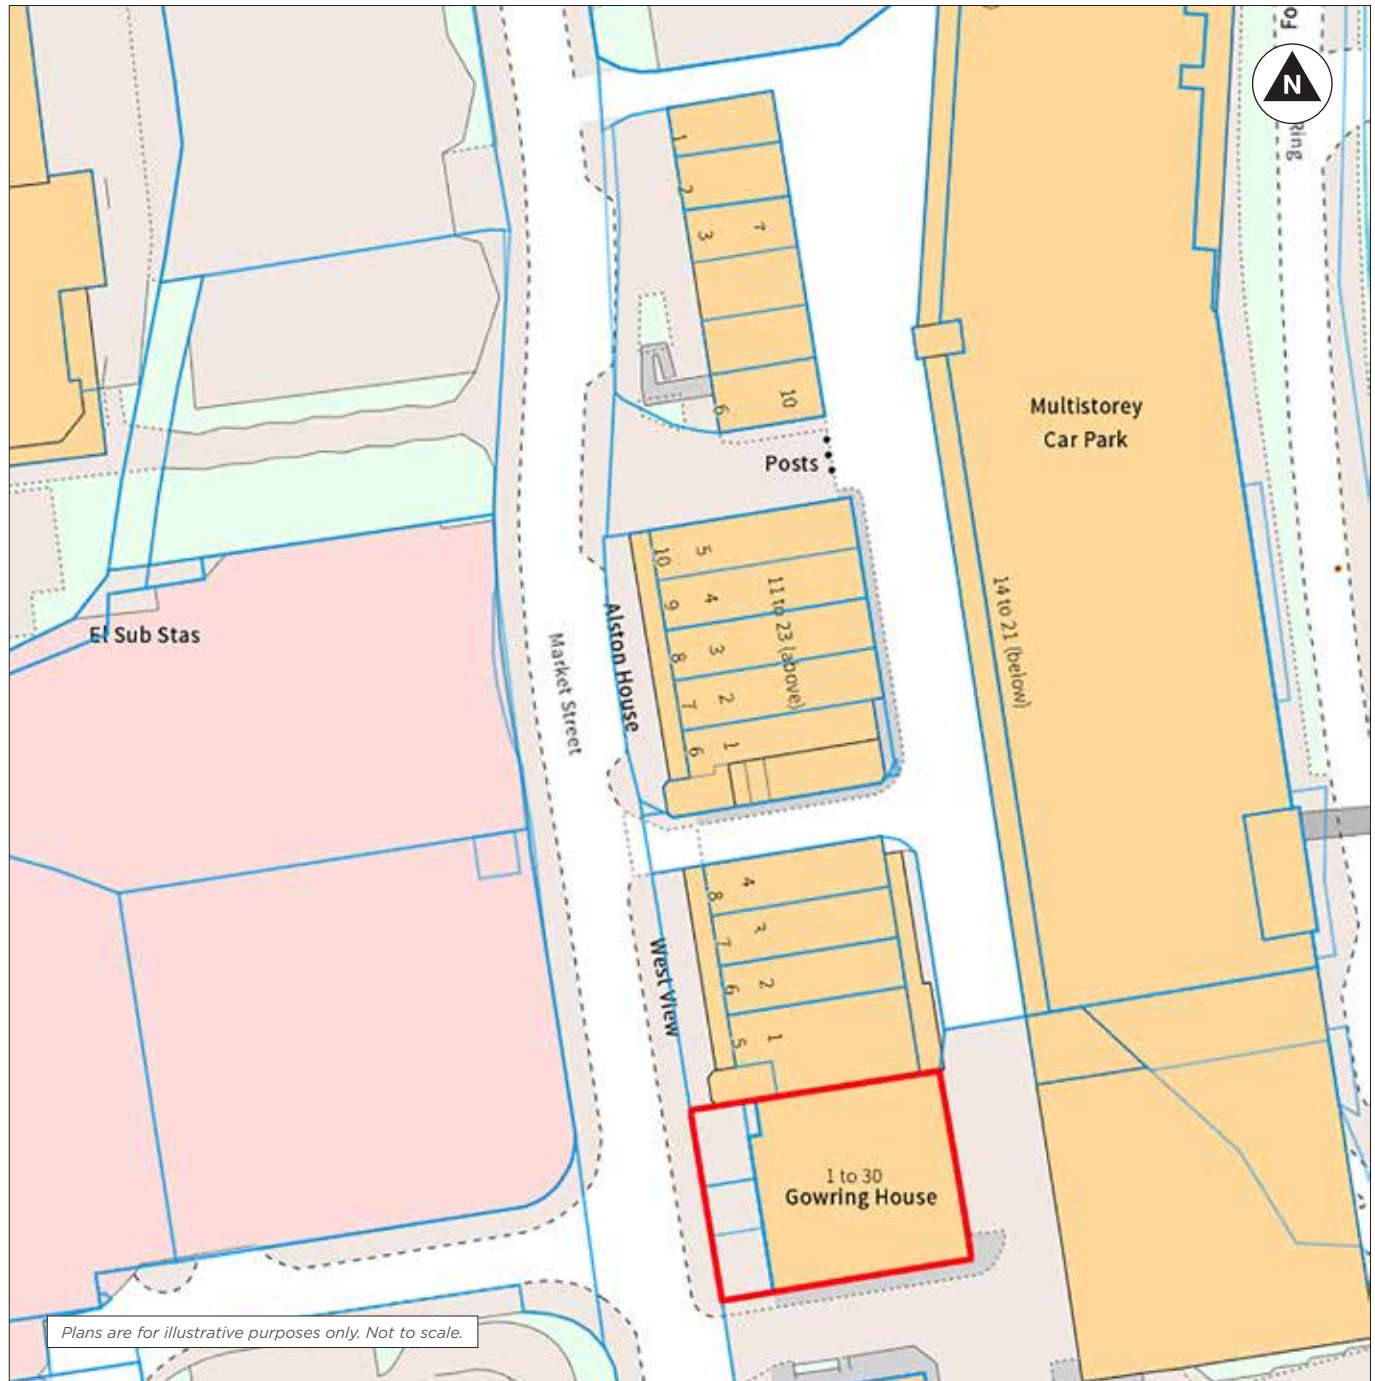 Fo
N
Ring
1
2
3
7
6
10
Multistorey
Car Park
Posts
10
5
9
4
8
3
7
2
6
1
11 to 23 (above)
14 to 21 (below)
El Sub Stas
Market Street
Alston House
8
4
7
3
6
2
5
1
West View
1 to 30
Gowring House
Plans are for illustrative purposes only. Not to scale.